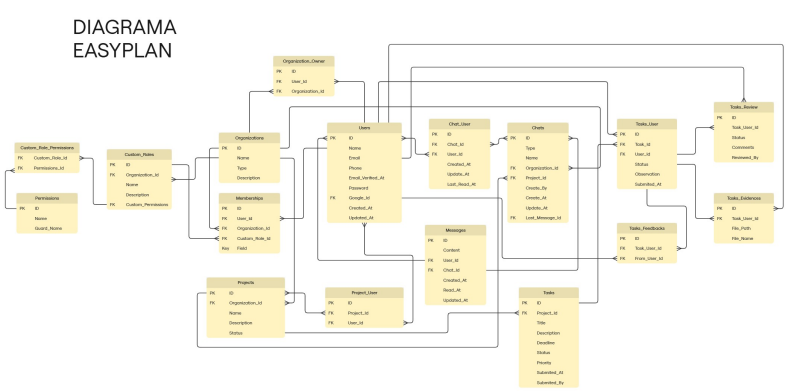 DIAGRAMA
EASYPLAN
Organization_Owner
PK ID
FK User_Id
FK Organization_Id
Organizations
PK ID
Name
Type
Description
Memberships
PK ID
FK User_Id
FK Organization_Id
FK Custom_Role_Id
Key Field
Custom_Role_Permissions
FK Custom_Role_Id
FK Permissions_Id
Permissions
PK ID
Name
Guard_Name
Custom_Roles
PK ID
FK Organization_Id
Name
Description
FK Custom_Permissions
Users
PK ID
Name
Email
Phone
Email_Verified_At
Password
FK Google_Id
Created_At
Updated_At
Chat_User
PK ID
FK Chat_Id
FK User_Id
Created_At
Update_At
Last_Read_At
Chats
PK ID
Type
Name
FK Organization_Id
FK Project_Id
Create_By
Create_At
Update_At
FK Last_Message_Id
Messages
PK ID
Content
FK User_Id
FK Chat_Id
Created_At
Read_At
Updated_At
Projects
PK ID
FK Organization_Id
Name
Description
Status
Project_User
PK ID
FK Project_Id
FK User_Id
Tasks
PK ID
FK Project_Id
Title
Description
Deadline
Status
Priority
Submited_At
Submited_By
Tasks_User
PK ID
FK Task_Id
FK User_Id
Status
Observation
Submited_At
Tasks_Feedbacks
PK ID
FK Task_User_Id
FK From_User_Id
Tasks_Review
PK ID
FK Task_User_Id
Status
Comments
Reviewed_By
Tasks_Evidences
PK ID
FK Task_User_Id
File_Path
File_Name